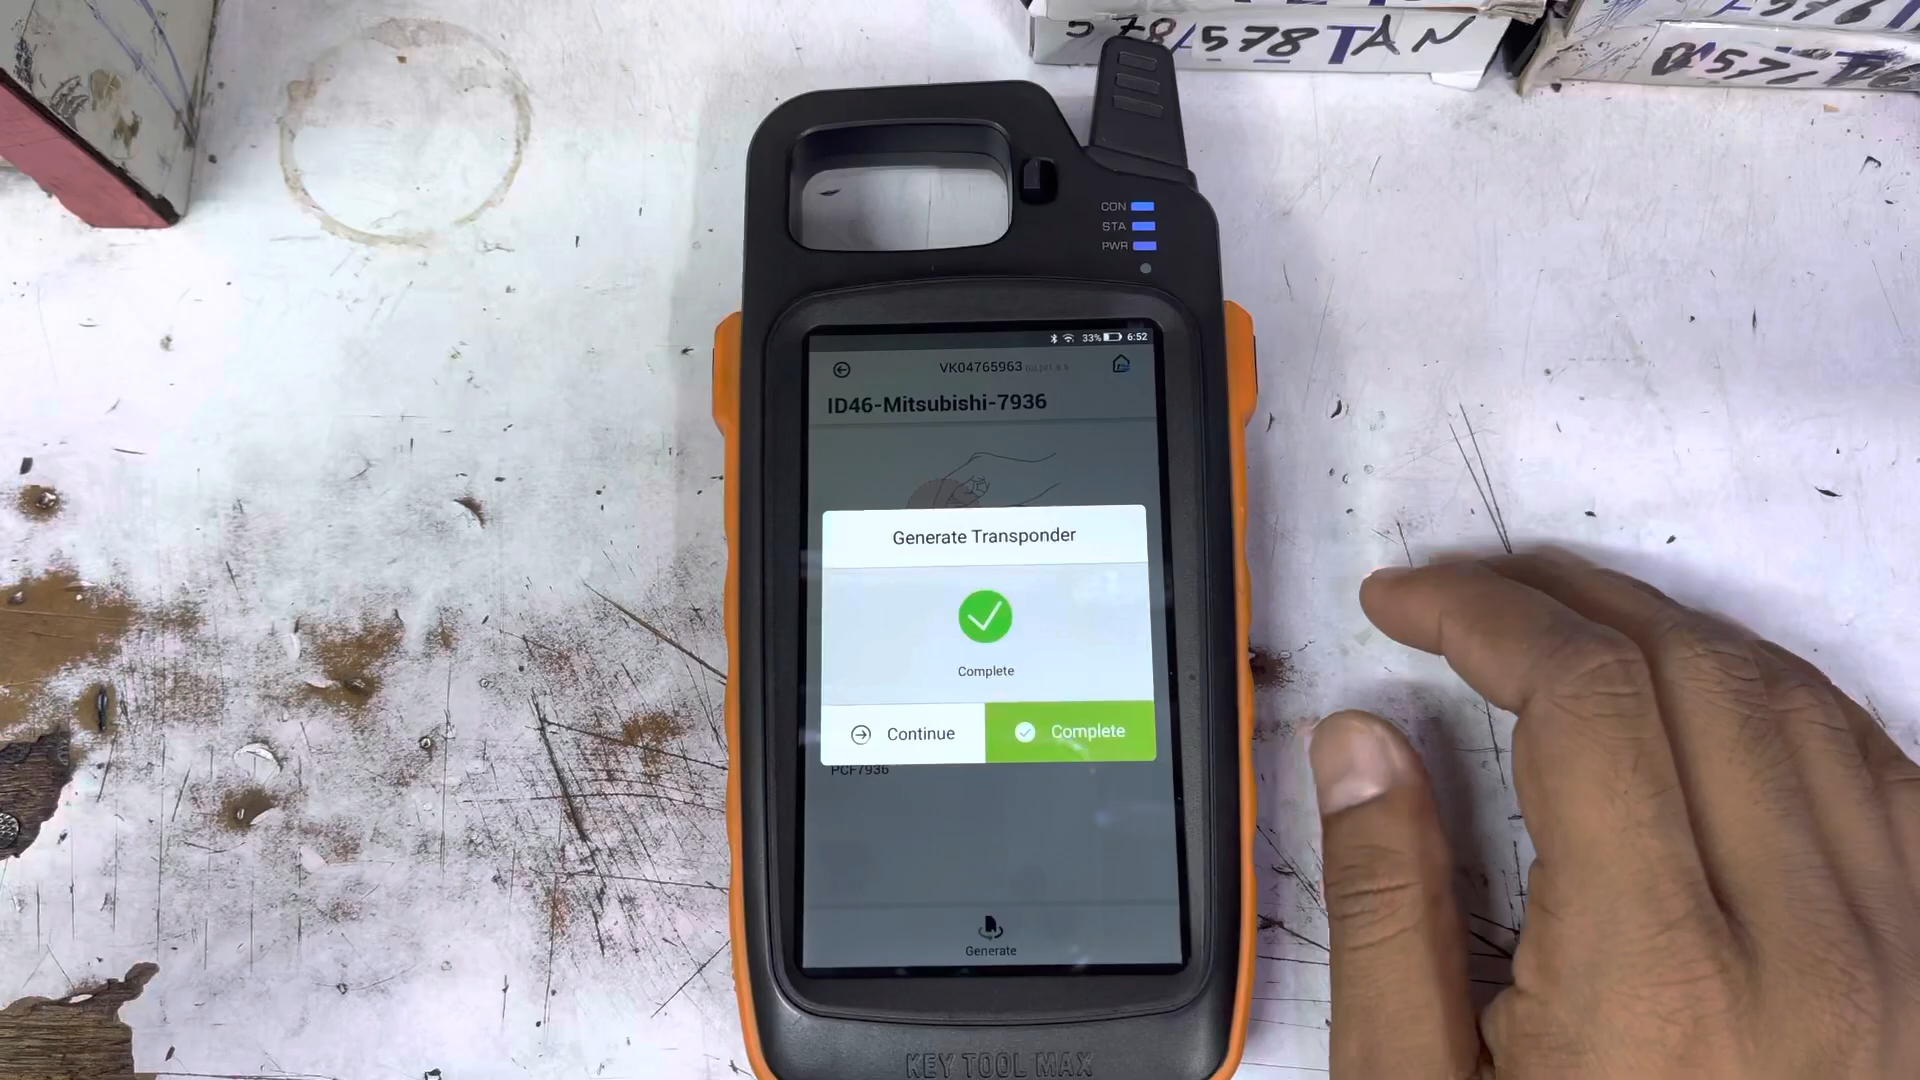 578/578TAN
CON
STA
PWR
33% 6:52
VK04765963
ID46-Mitsubishi-7936
Generate Transponder
Complete
Continue
Complete
PCF7936
Generate
KEY TOOL MAX